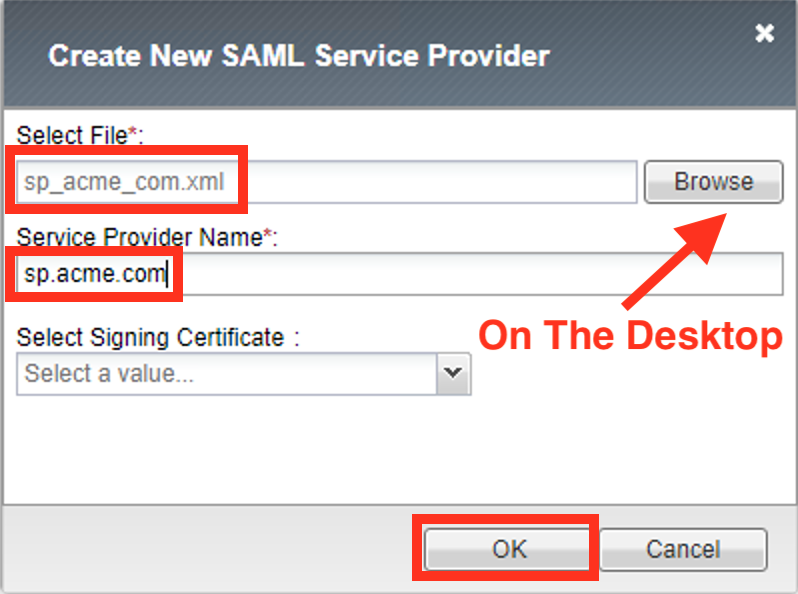 Create New SAML Service Provider
Select File*:
sp_acme_com.xml
Browse
Service Provider Name*:
sp.acme.com
On The Desktop
Select Signing Certificate :
Select a value...
OK
Cancel